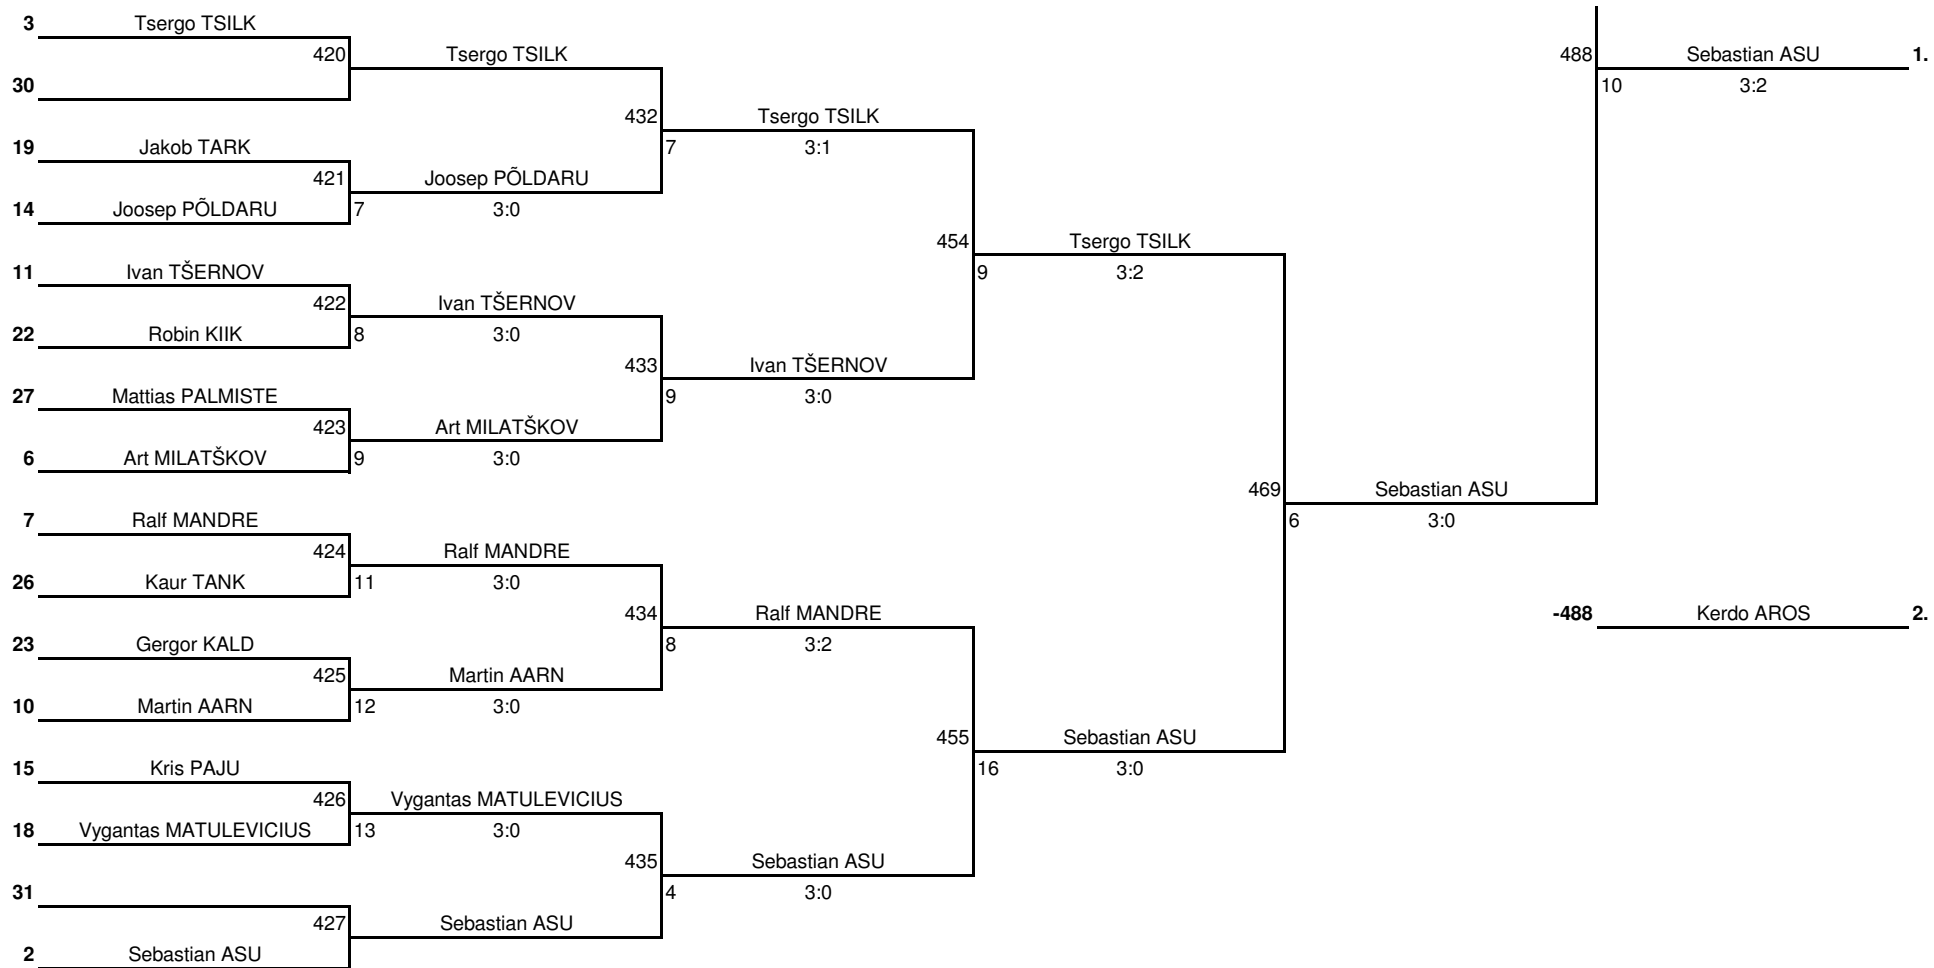 3 Tsergo TSILK
420 Tsergo TSILK 488 Sebastian ASU 1.
30 10 3:2
432 Tsergo TSILK
19 Jakob TARK 7 3:1
421 Joosep PÕLDARU
14 Joosep PÕLDARU 7 3:0
454 Tsergo TSILK
11 Ivan TŠERNOV 9 3:2
422 Ivan TŠERNOV
22 Robin KIIK 8 3:0
433 Ivan TŠERNOV
27 Mattias PALMISTE 9 3:0
423 Art MILATŠKOV
6 Art MILATŠKOV 9 3:0
469 Sebastian ASU
7 Ralf MANDRE 6 3:0
424 Ralf MANDRE
26 Kaur TANK 11 3:0
434 Ralf MANDRE -488 Kerdo AROS 2.
23 Gergor KALD 8 3:2
425 Martin AARN
10 Martin AARN 12 3:0
455 Sebastian ASU
15 Kris PAJU 16 3:0
426 Vygantas MATULEVICIUS
18 Vygantas MATULEVICIUS 13 3:0
435 Sebastian ASU
31 4 3:0
427 Sebastian ASU
2 Sebastian ASU